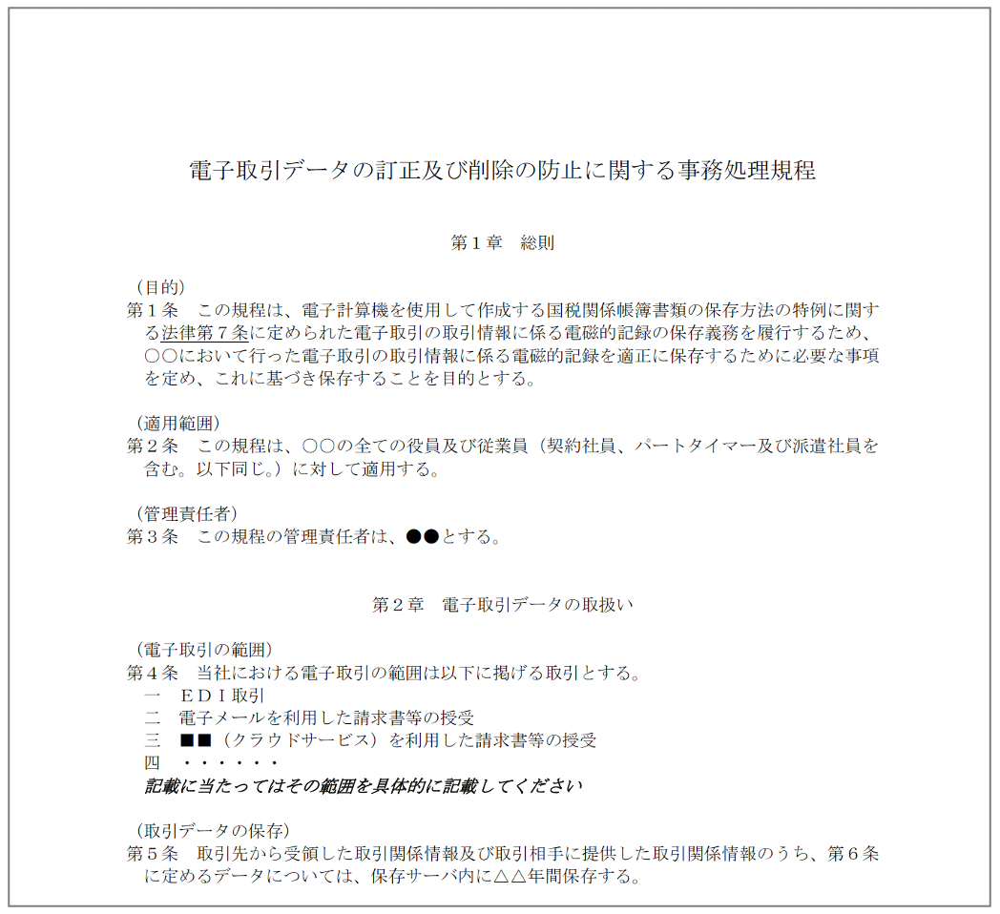 電子取引データの訂正及び削除の防止に関する事務処理規程
第１章　総則
（目的）
第１条　この規程は、電子計算機を使用して作成する国税関係帳簿書類の保存方法の特例に関す
る法律第７条に定められた電子取引の取引情報に係る電磁的記録の保存義務を履行するため、
○○において行った電子取引の取引情報に係る電磁的記録を適正に保存するために必要な事項
を定め、これに基づき保存することを目的とする。
（適用範囲）
第２条　この規程は、○○の全ての役員及び従業員（契約社員、パートタイマー及び派遣社員を
含む。以下同じ。）に対して適用する。
（管理責任者）
第３条　この規程の管理責任者は、●●とする。
第２章　電子取引データの取扱い
（電子取引の範囲）
第４条　当社における電子取引の範囲は以下に掲げる取引とする。
一　ＥＤＩ取引
二　電子メールを利用した請求書等の授受
三　■■（クラウドサービス）を利用した請求書等の授受
四　・・・・・・
記載に当たってはその範囲を具体的に記載してください
（取引データの保存）
第５条　取引先から受領した取引関係情報及び取引相手に提供した取引関係情報のうち、第６条
に定めるデータについては、保存サーバ内に△△年間保存する。